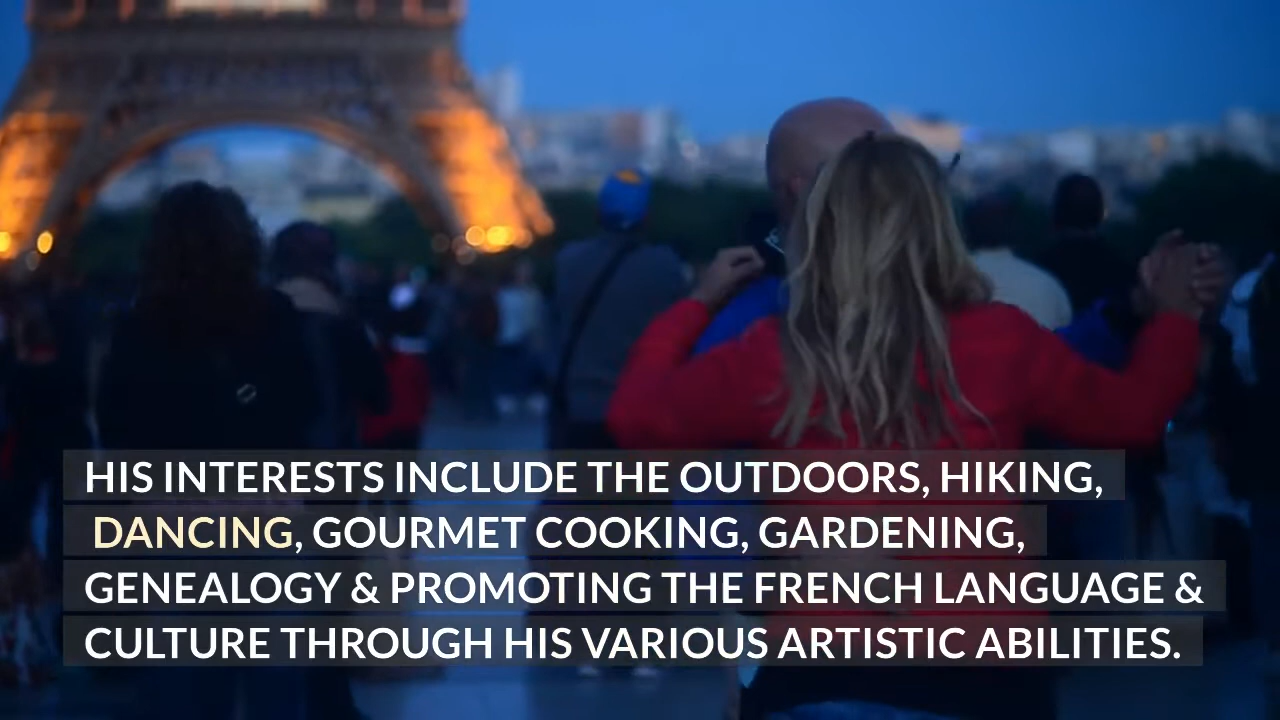 HIS INTERESTS INCLUDE THE OUTDOORS, HIKING,
DANCING, GOURMET COOKING, GARDENING,
GENEALOGY & PROMOTING THE FRENCH LANGUAGE &
CULTURE THROUGH HIS VARIOUS ARTISTIC ABILITIES.